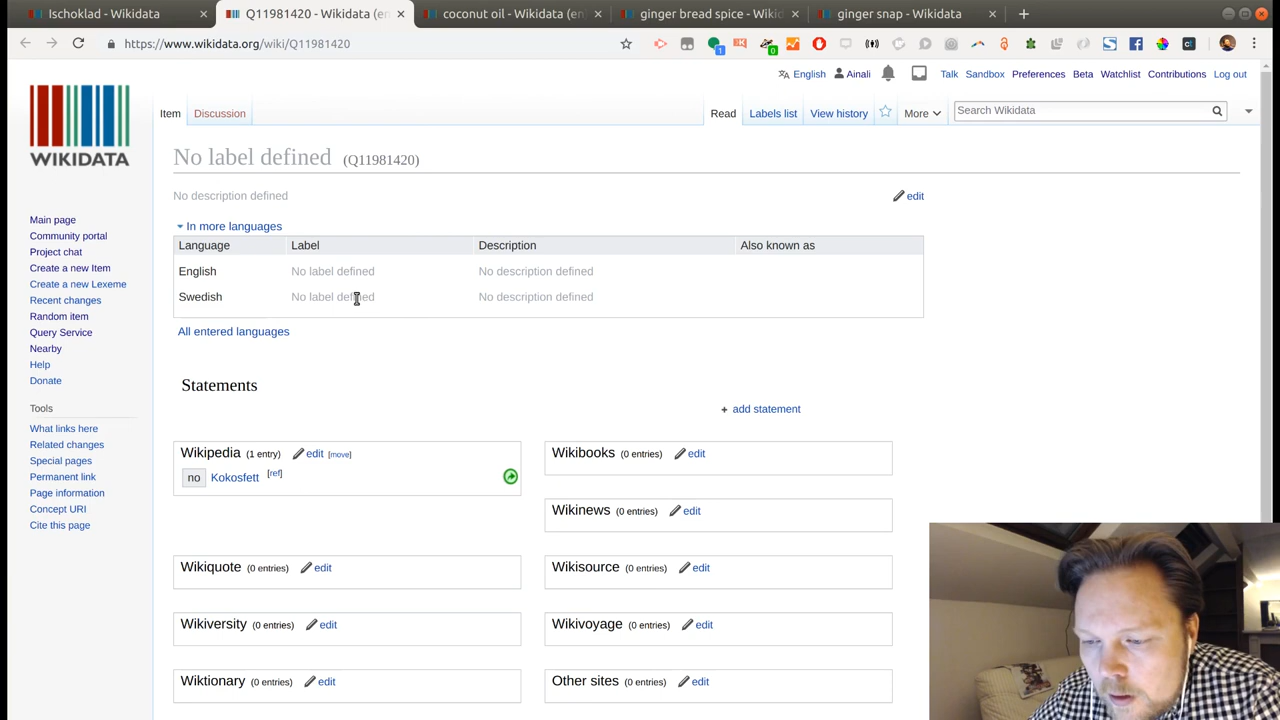 Ischoklad - Wikidata
Q11981420 - Wikidata (en
coconut oil - Wikidata (en
ginger bread spice - Wikid
ginger snap - Wikidata
https://www.wikidata.org/wiki/Q11981420
English
Ainali
Talk
Sandbox
Preferences
Beta
Watchlist
Contributions
Log out
WIKIDATA
Item
Discussion
Read
Labels list
View history
More
Search Wikidata
No label defined (Q11981420)
No description defined
edit
In more languages
Language Label Description Also known as
English No label defined No description defined
Swedish No label defined No description defined
All entered languages
Statements
+ add statement
Wikipedia (1 entry) edit [move]
no Kokosfett [ref]
Wikibooks (0 entries) edit
Wikinews (0 entries) edit
Wikiquote (0 entries) edit
Wikisource (0 entries) edit
Wikiversity (0 entries) edit
Wikivoyage (0 entries) edit
Wiktionary (0 entries) edit
Other sites (0 entries) edit
Main page
Community portal
Project chat
Create a new Item
Create a new Lexeme
Recent changes
Random item
Query Service
Nearby
Help
Donate
Tools
What links here
Related changes
Special pages
Permanent link
Page information
Concept URI
Cite this page